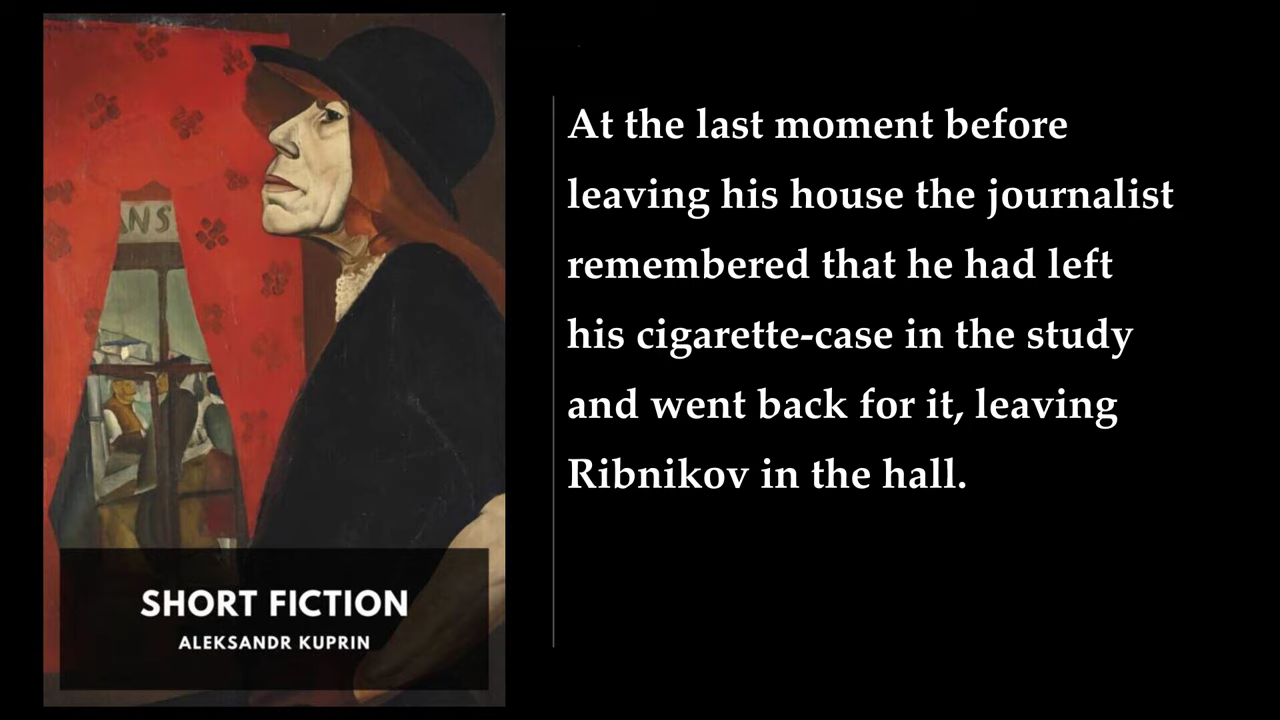 ANS
SHORT FICTION
ALEKSANDR KUPRIN
At the last moment before
leaving his house the journalist
remembered that he had left
his cigarette-case in the study
and went back for it, leaving
Ribnikov in the hall.